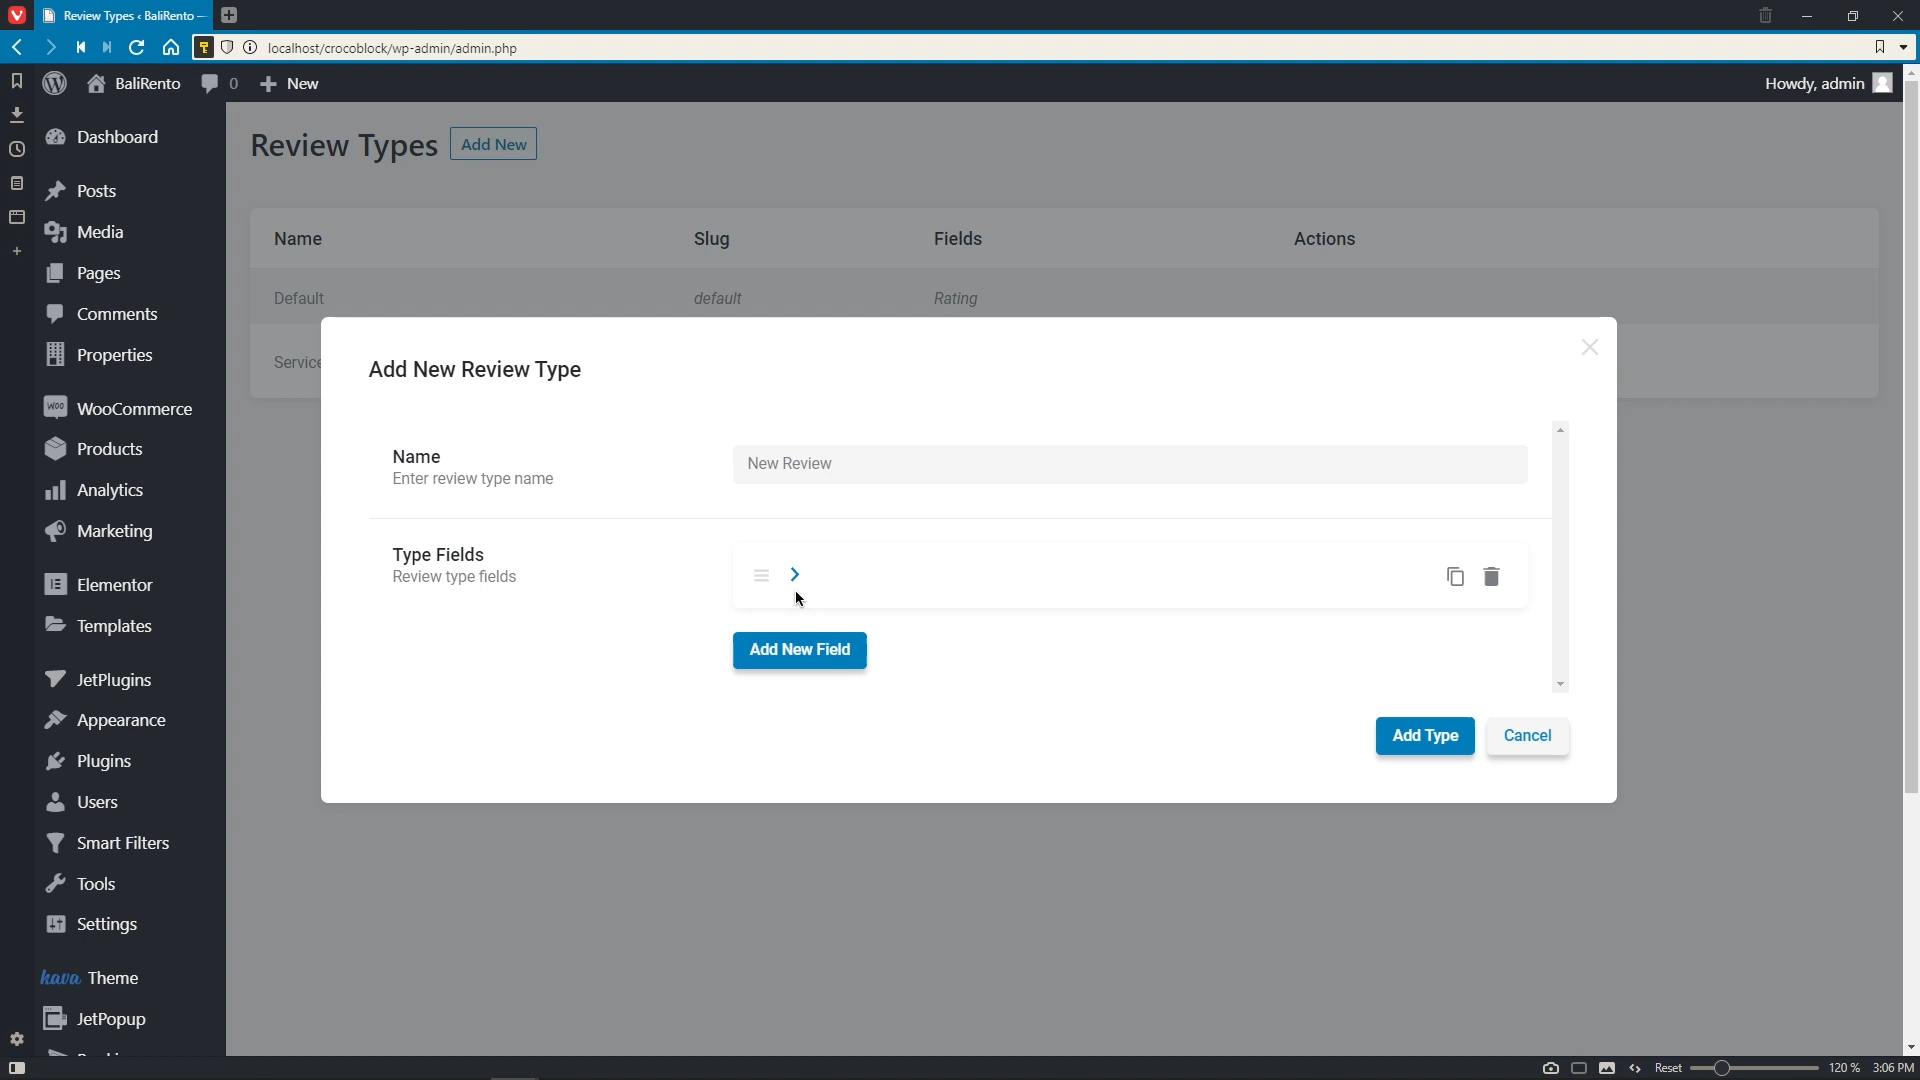 Review Types ‹ BaliRento —
localhost/crocoblock/wp-admin/admin.php
BaliRento
0
New
Howdy, admin
Dashboard
Posts
Media
Pages
Comments
Properties
WooCommerce
Products
Analytics
Marketing
Elementor
Templates
JetPlugins
Appearance
Plugins
Users
Smart Filters
Tools
Settings
hava Theme
JetPopup
Review Types
Add New
Name
Slug
Fields
Actions
Default
default
Rating
Service
Add New Review Type
Name
Enter review type name
New Review
Type Fields
Review type fields
Add New Field
Add Type
Cancel
Reset
120 %
3:06 PM